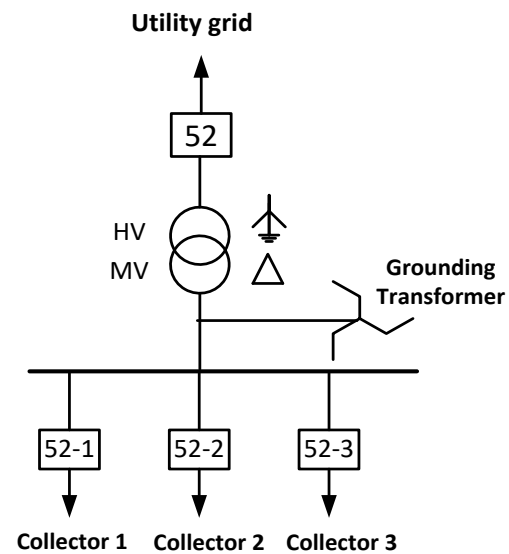 Utility grid
52
HV
MV
Grounding
Transformer
52-1
52-2
52-3
Collector 1
Collector 2
Collector 3